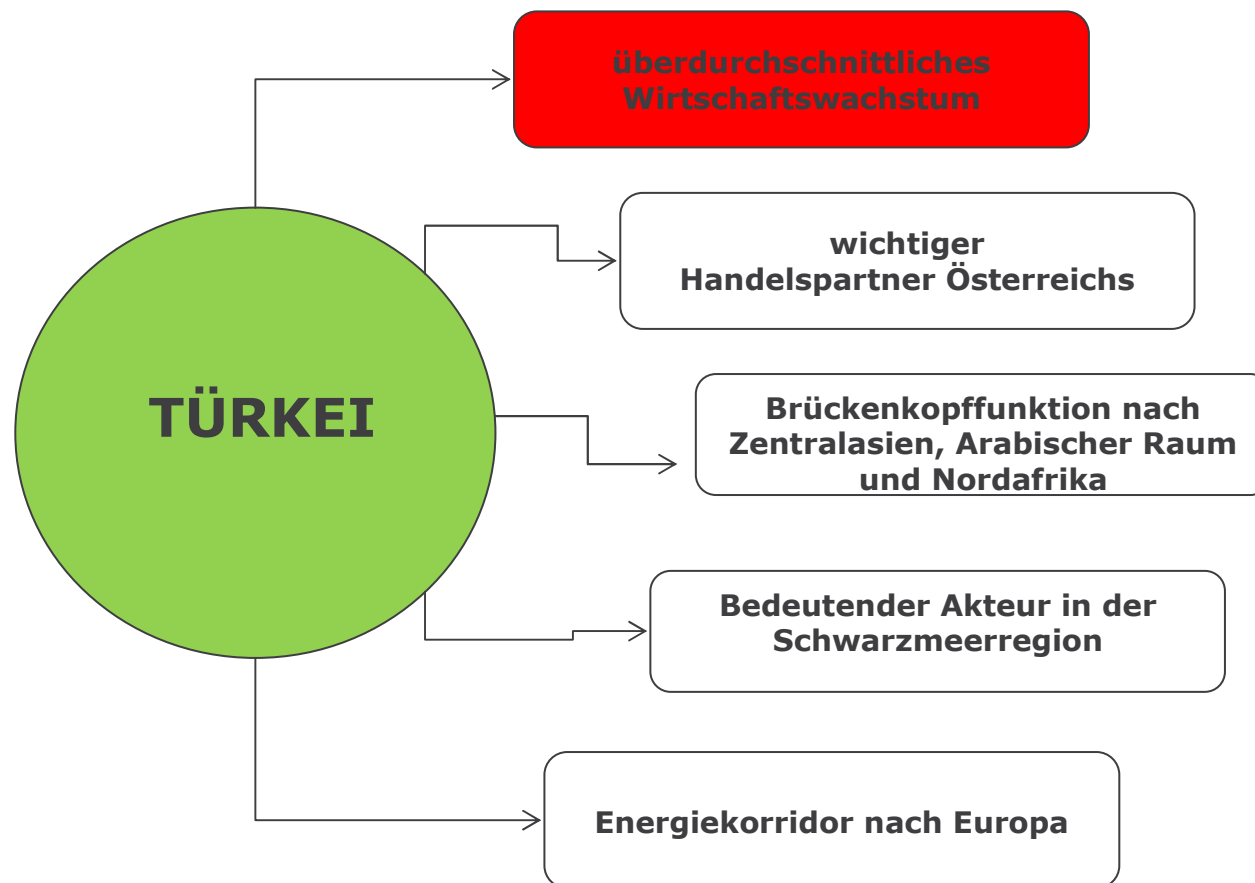 überdurchschnittliches
Wirtschaftswachstum
wichtiger
Handelspartner Österreichs
TÜRKEI
Brückenkopffunktion nach
Zentralasien, Arabischer Raum
und Nordafrika
Bedeutender Akteur in der
Schwarzmeerregion
Energiekorridor nach Europa